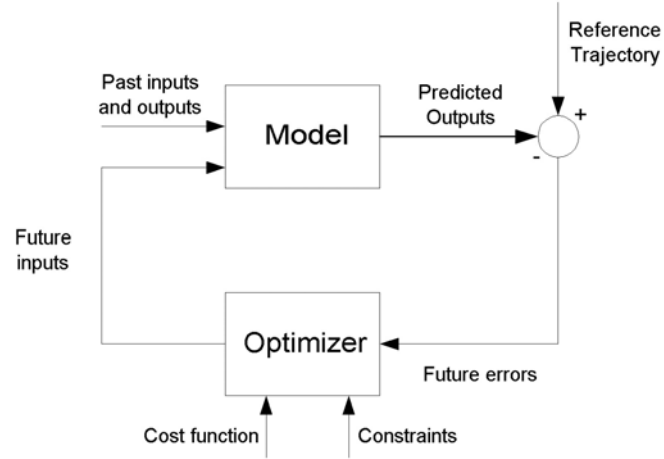 Reference
Trajectory
Past inputs
and outputs
Model
Predicted
Outputs
+
-
Future
inputs
Optimizer
Future errors
Cost function
Constraints